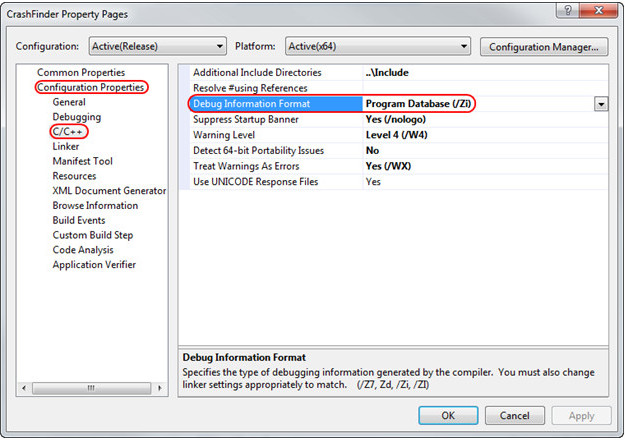 CrashFinder Property Pages
Configuration: Active(Release) Platform: Active(x64) Configuration Manager...
Common Properties
Configuration Properties
General
Debugging
C/C++
Linker
Manifest Tool
Resources
XML Document Generator
Browse Information
Build Events
Custom Build Step
Code Analysis
Application Verifier
Additional Include Directories ..\Include
Resolve #using References
Debug Information Format Program Database (/Zi)
Suppress Startup Banner Yes (/nologo)
Warning Level Level 4 (/W4)
Detect 64-bit Portability Issues No
Treat Warnings As Errors Yes (/WX)
Use UNICODE Response Files Yes
Debug Information Format
Specifies the type of debugging information generated by the compiler. You must also change
linker settings appropriately to match. (/Z7, Zd, /Zi, /ZI)
OK Cancel Apply